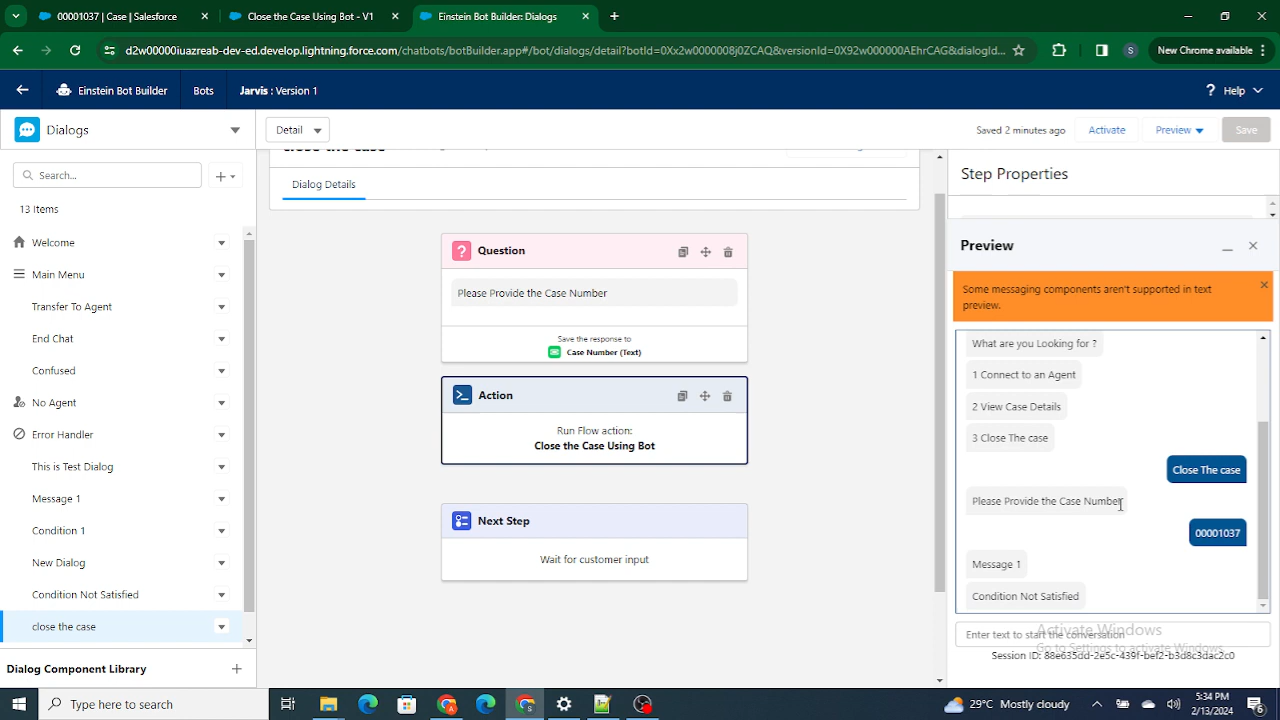 00001037 | Case | Salesforce
Close the Case Using Bot - V1
Einstein Bot Builder: Dialogs
d2w00000iuazreab-dev-ed.develop.lightning.force.com/chatbots/botBuilder.app#/bot/dialogs/detail?botId=0Xx2w0000008j0ZCAQ&versionId=0X92w000000AEhrCAG&dialogId...
S
New Chrome available
Einstein Bot Builder
Bots
Jarvis : Version 1
? Help
Dialogs
Detail
Saved 2 minutes ago
Activate
Preview
Save
Search...
13 Items
Welcome
Main Menu
Transfer To Agent
End Chat
Confused
No Agent
Error Handler
This is Test Dialog
Message 1
Condition 1
New Dialog
Condition Not Satisfied
close the case
Dialog Component Library
Dialog Details
Question
Please Provide the Case Number
Save the response to
Case Number (Text)
Action
Run Flow action:
Close the Case Using Bot
Next Step
Wait for customer input
Step Properties
Preview
Some messaging components aren't supported in text
preview.
What are you Looking for ?
1 Connect to an Agent
2 View Case Details
3 Close The case
Close The case
Please Provide the Case Number
00001037
Message 1
Condition Not Satisfied
Enter text to start the conversation
Activate Windows
Go to Settings to activate Windows.
Session ID: 88e635dd-2e5c-439f-bef2-b3d8c3dac2c0
Type here to search
29°C Mostly cloudy
5:34 PM
2/13/2024
6